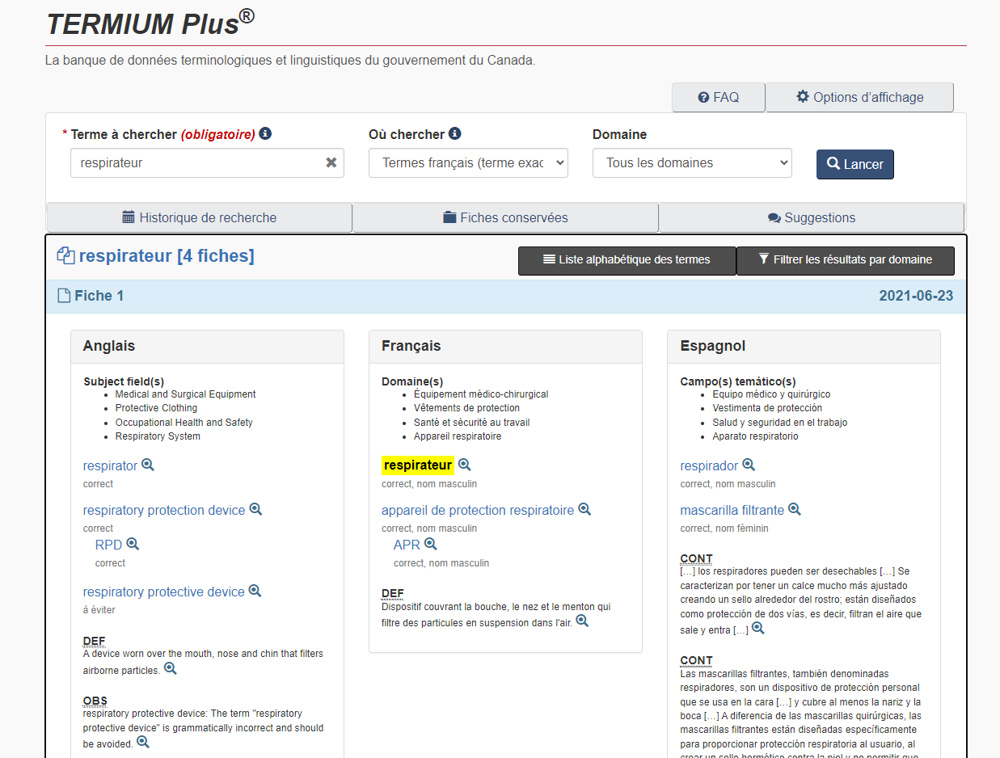 TERMIUM Plus®
La banque de données terminologiques et linguistiques du gouvernement du Canada.
FAQ
Options d'affichage
* Terme à chercher (obligatoire)
Où chercher
Domaine
respirateur
Termes français (terme exac
Tous les domaines
Lancer
Historique de recherche
Fiches conservées
Suggestions
respirateur [4 fiches]
Liste alphabétique des termes
Filtrer les résultats par domaine
Fiche 1
2021-06-23
Anglais
Subject field(s)
Medical and Surgical Equipment
Protective Clothing
Occupational Health and Safety
Respiratory System
respirator
correct
respiratory protection device
correct
RPD
correct
respiratory protective device
à éviter
DEF
A device worn over the mouth, nose and chin that filters
airborne particles.
OBS
respiratory protective device: The term "respiratory
protective device" is grammatically incorrect and should
be avoided.
Français
Domaine(s)
Équipement médico-chirurgical
Vêtements de protection
Santé et sécurité au travail
Appareil respiratoire
respirateur
correct, nom masculin
appareil de protection respiratoire
correct, nom masculin
APR
correct, nom masculin
DEF
Dispositif couvrant la bouche, le nez et le menton qui
filtre des particules en suspension dans l'air.
Espagnol
Campo(s) temático(s)
Equipo médico y quirúrgico
Vestimenta de protección
Salud y seguridad en el trabajo
Aparato respiratorio
respirador
correct, nom masculin
mascarilla filtrante
correct, nom féminin
CONT
[…] los respiradores pueden ser desechables […] Se
caracterizan por tener un calce mucho más ajustado
creando un sello alrededor del rostro; están diseñados
como protección de dos vías, es decir, filtran el aire que
sale y entra […]
CONT
Las mascarillas filtrantes, también denominadas
respiradores, son un dispositivo de protección personal
que se usa en la cara […] y cubre al menos la nariz y la
boca […] A diferencia de las mascarillas quirúrgicas, las
mascarillas filtrantes están diseñadas específicamente
para proporcionar protección respiratoria al usuario, al
crear un sello hermético contra la piel y no permitir que